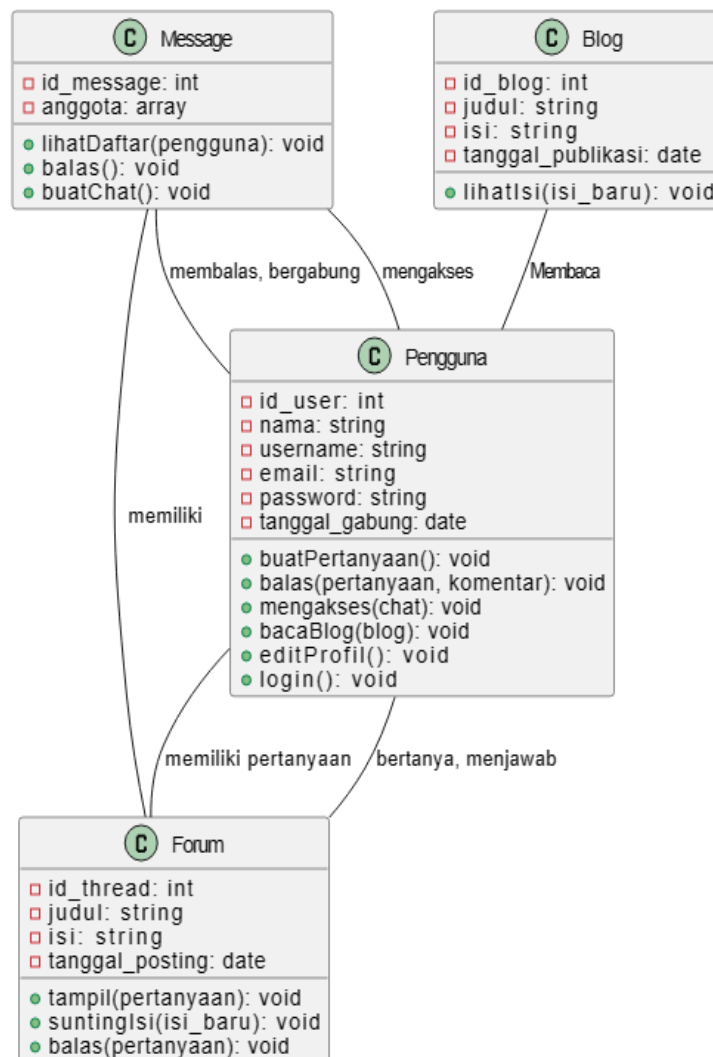 C Message
id_message: int
anggota: array
lihatDaftar(pengguna): void
balas(): void
buatChat(): void
C Blog
id_blog: int
judul: string
isi: string
tanggal_publikasi: date
lihatIsi(isi_baru): void
membalas, bergabung
mengakses
Membaca
C Pengguna
id_user: int
nama: string
username: string
email: string
password: string
tanggal_gabung: date
buatPertanyaan(): void
balas(pertanyaan, komentar): void
mengakses(chat): void
bacaBlog(blog): void
editProfil(): void
login(): void
memiliki
memiliki pertanyaan
bertanya, menjawab
C Forum
id_thread: int
judul: string
isi: string
tanggal_posting: date
tampil(pertanyaan): void
suntingIsi(isi_baru): void
balas(pertanyaan): void